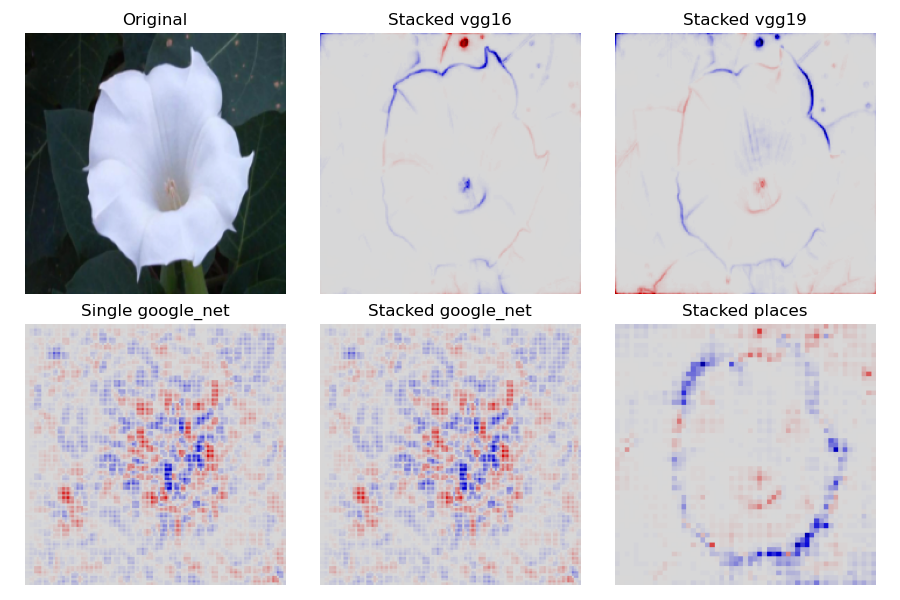 Original
Stacked vgg16
Stacked vgg19
Single google_net
Stacked google_net
Stacked places